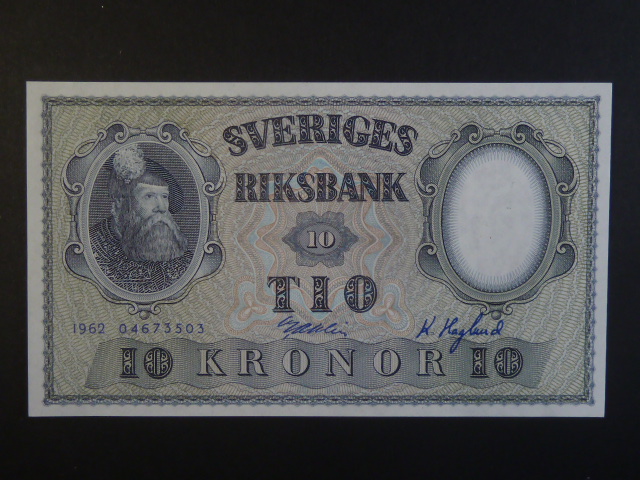 SVERIGES
RIKSBANK
10
TIO
1962 04673503
K Haglund
10 KRONOR 10